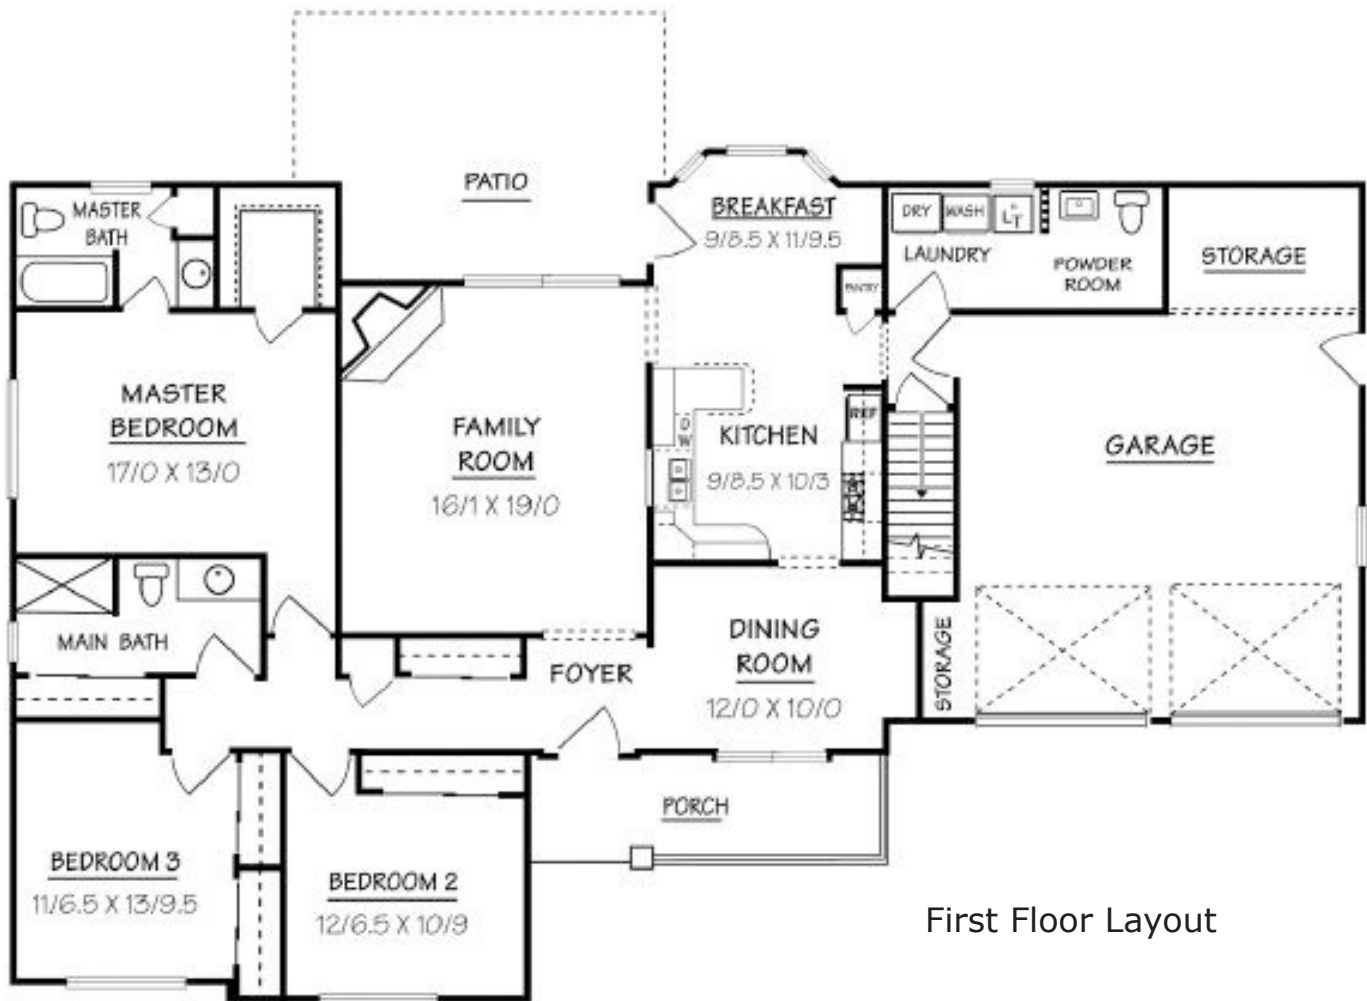 PATIO
MASTER
BATH
BREAKFAST
9/8.5 X 11/9.5
DRY
WASH
LT
LAUNDRY
POWDER
ROOM
STORAGE
PANTRY
MASTER
BEDROOM
17/0 X 13/0
FAMILY
ROOM
16/1 X 19/0
DW
KITCHEN
9/8.5 X 10/3
REF
GARAGE
MAIN BATH
FOYER
DINING
ROOM
12/0 X 10/0
STORAGE
PORCH
BEDROOM 3
11/6.5 X 13/9.5
BEDROOM 2
12/6.5 X 10/9
First Floor Layout